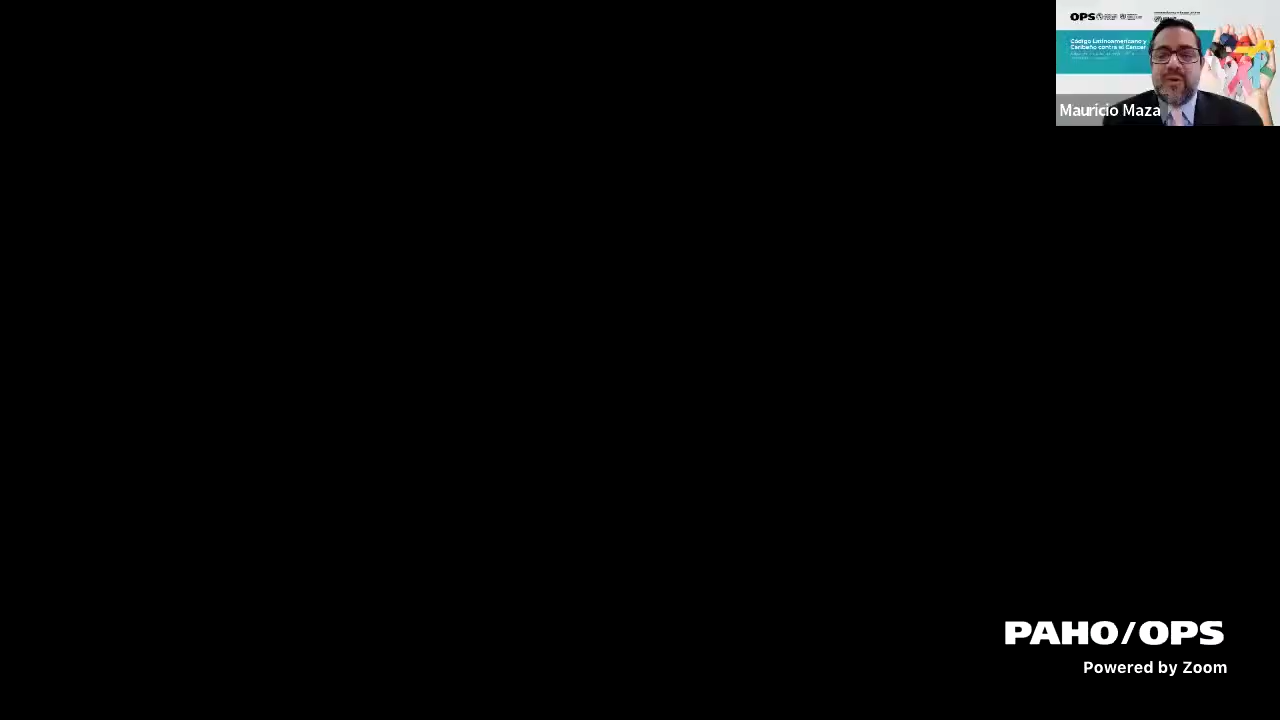 OPS
Código Latinoamericano y
Caribeño contra el Cáncer
Mauricio Maza
PAHO/OPS
Powered by Zoom